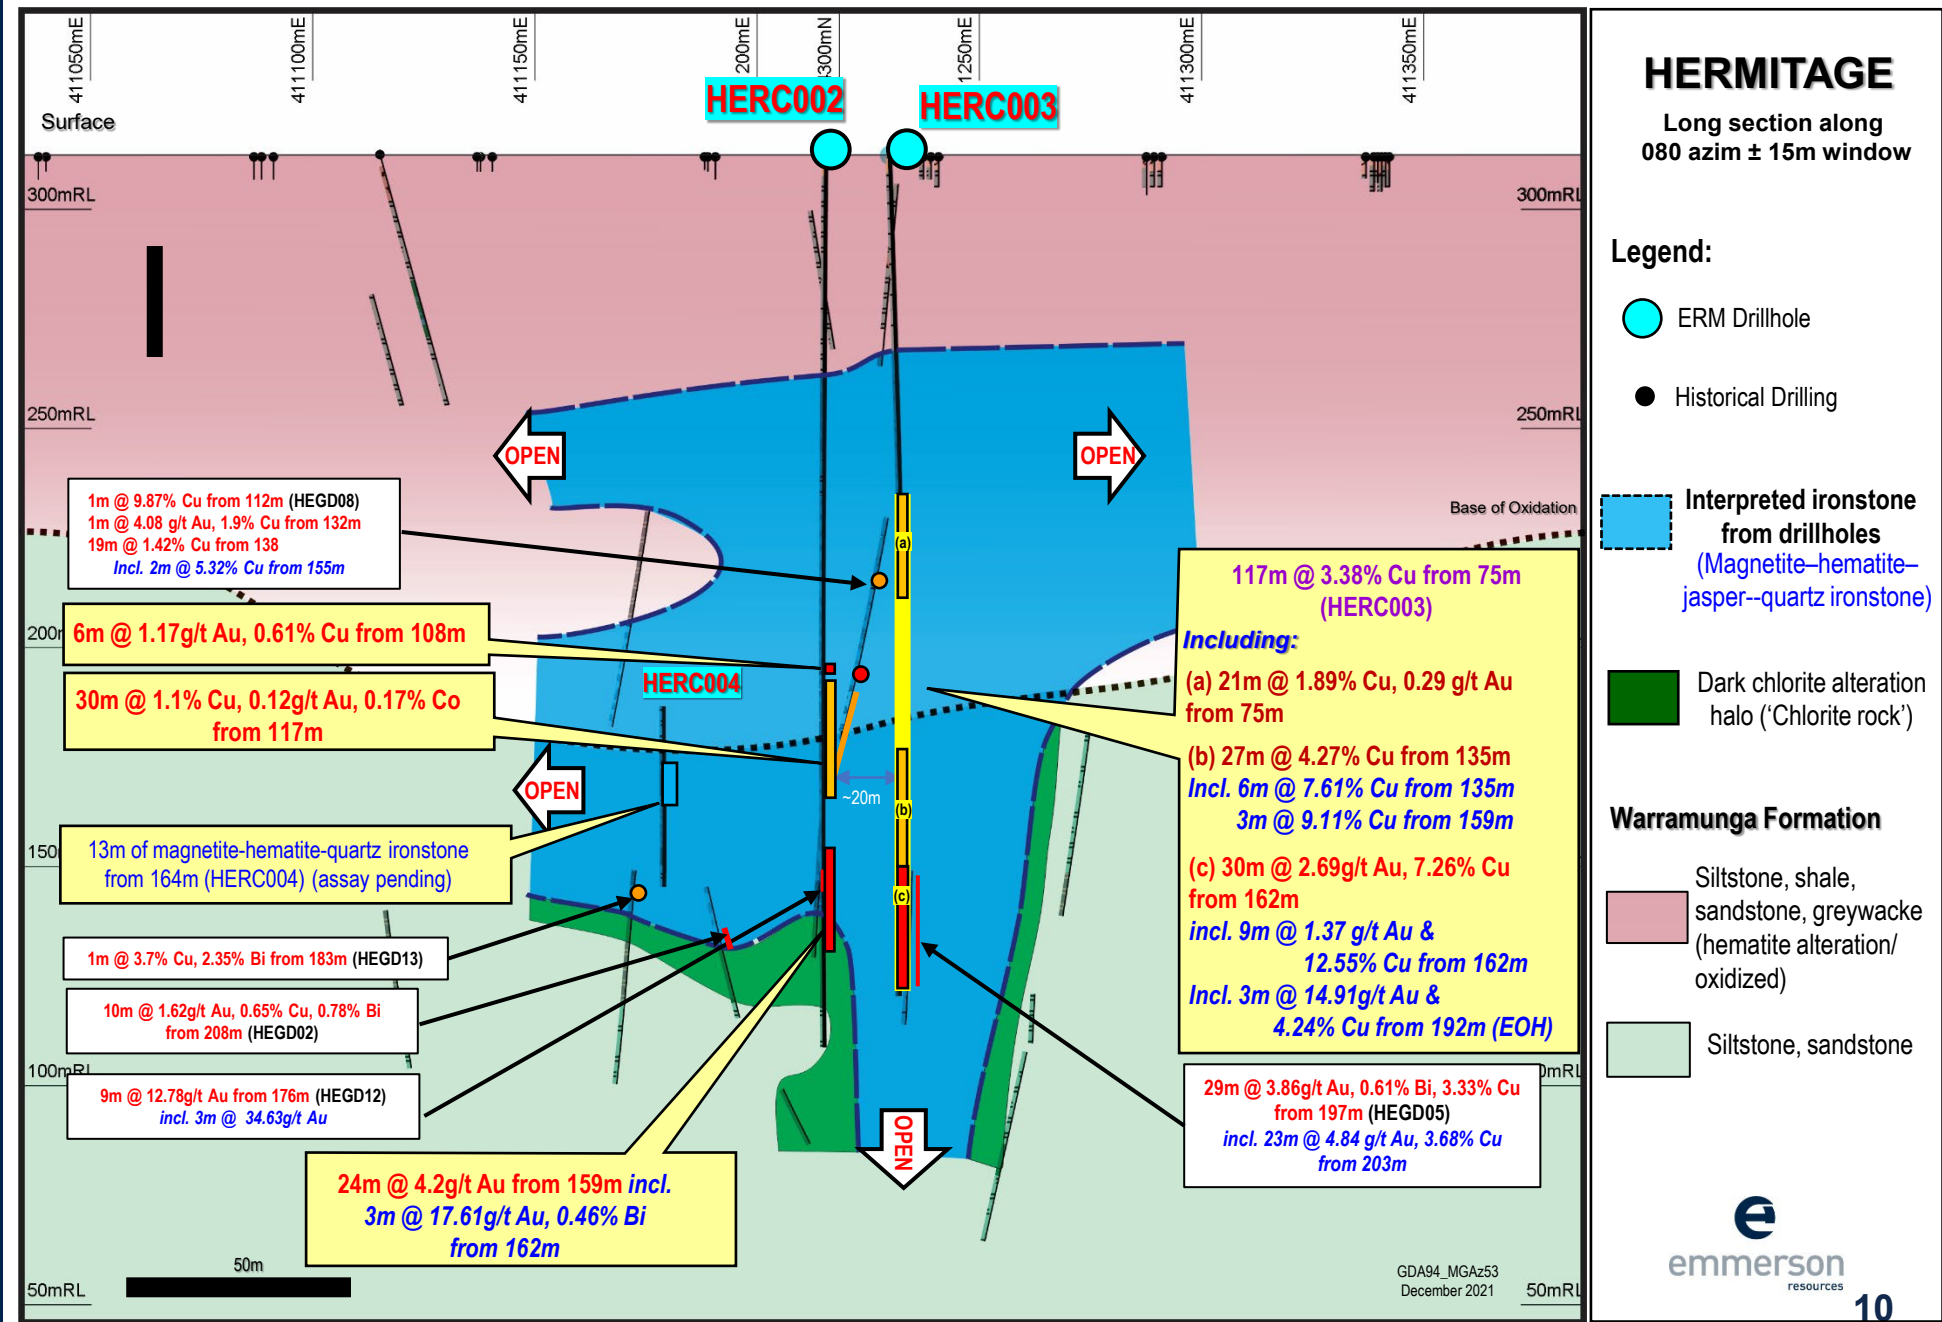 411050mE
411100mE
411150mE
200mE
300mN
411250mE
411300mE
411350mE
HERC002
HERC003
Surface
300mRL
300mRL
250mRL
250mRL
OPEN
OPEN
Base of Oxidation
1m @ 9.87% Cu from 112m (HEGD08)
1m @ 4.08 g/t Au, 1.9% Cu from 132m
19m @ 1.42% Cu from 138
Incl. 2m @ 5.32% Cu from 155m
(a)
200m
6m @ 1.17g/t Au, 0.61% Cu from 108m
HERC004
30m @ 1.1% Cu, 0.12g/t Au, 0.17% Co
from 117m
117m @ 3.38% Cu from 75m
(HERC003)
Including:
(a) 21m @ 1.89% Cu, 0.29 g/t Au
from 75m
(b) 27m @ 4.27% Cu from 135m
Incl. 6m @ 7.61% Cu from 135m
3m @ 9.11% Cu from 159m
(c) 30m @ 2.69g/t Au, 7.26% Cu
from 162m
incl. 9m @ 1.37 g/t Au &
12.55% Cu from 162m
Incl. 3m @ 14.91g/t Au &
4.24% Cu from 192m (EOH)
OPEN
~20m
(b)
150
13m of magnetite-hematite-quartz ironstone
from 164m (HERC004) (assay pending)
(c)
1m @ 3.7% Cu, 2.35% Bi from 183m (HEGD13)
10m @ 1.62g/t Au, 0.65% Cu, 0.78% Bi
from 208m (HEGD02)
100mRL
0mRL
9m @ 12.78g/t Au from 176m (HEGD12)
incl. 3m @ 34.63g/t Au
29m @ 3.86g/t Au, 0.61% Bi, 3.33% Cu
from 197m (HEGD05)
incl. 23m @ 4.84 g/t Au, 3.68% Cu
from 203m
OPEN
24m @ 4.2g/t Au from 159m incl.
3m @ 17.61g/t Au, 0.46% Bi
from 162m
50m
50mRL
GDA94_MGAz53
December 2021
50mRL
HERMITAGE
Long section along
080 azim ± 15m window
Legend:
ERM Drillhole
Historical Drilling
Interpreted ironstone
from drillholes
(Magnetite–hematite–
jasper--quartz ironstone)
Dark chlorite alteration
halo ('Chlorite rock')
Warramunga Formation
Siltstone, shale,
sandstone, greywacke
(hematite alteration/
oxidized)
Siltstone, sandstone
e
emmerson
resources
10